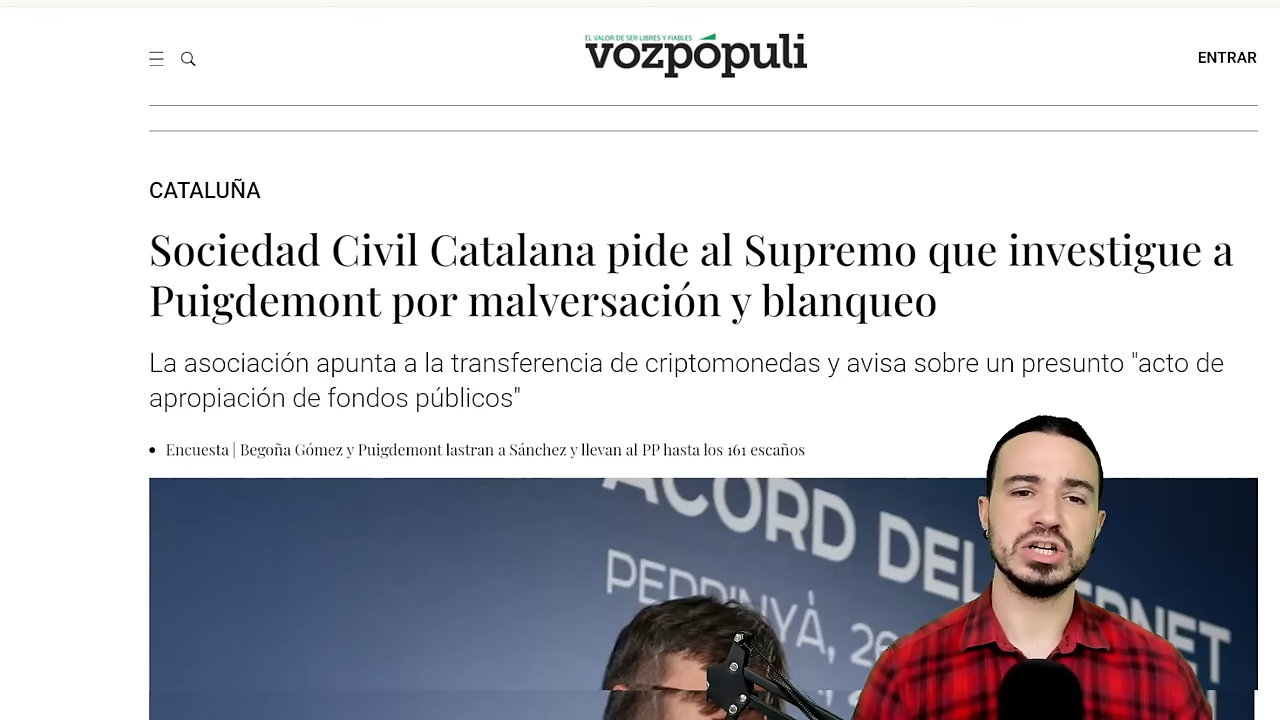 EL VALOR DE SER LIBRES Y FIABLES
vozpópuli
ENTRAR
CATALUÑA
Sociedad Civil Catalana pide al Supremo que investigue a
Puigdemont por malversación y blanqueo
La asociación apunta a la transferencia de criptomonedas y avisa sobre un presunto "acto de
apropiación de fondos públicos"
• Encuesta | Begoña Gómez y Puigdemont lastran a Sánchez y llevan al PP hasta los 161 escaños
ACORD DEL
PERPINYÀ, 26